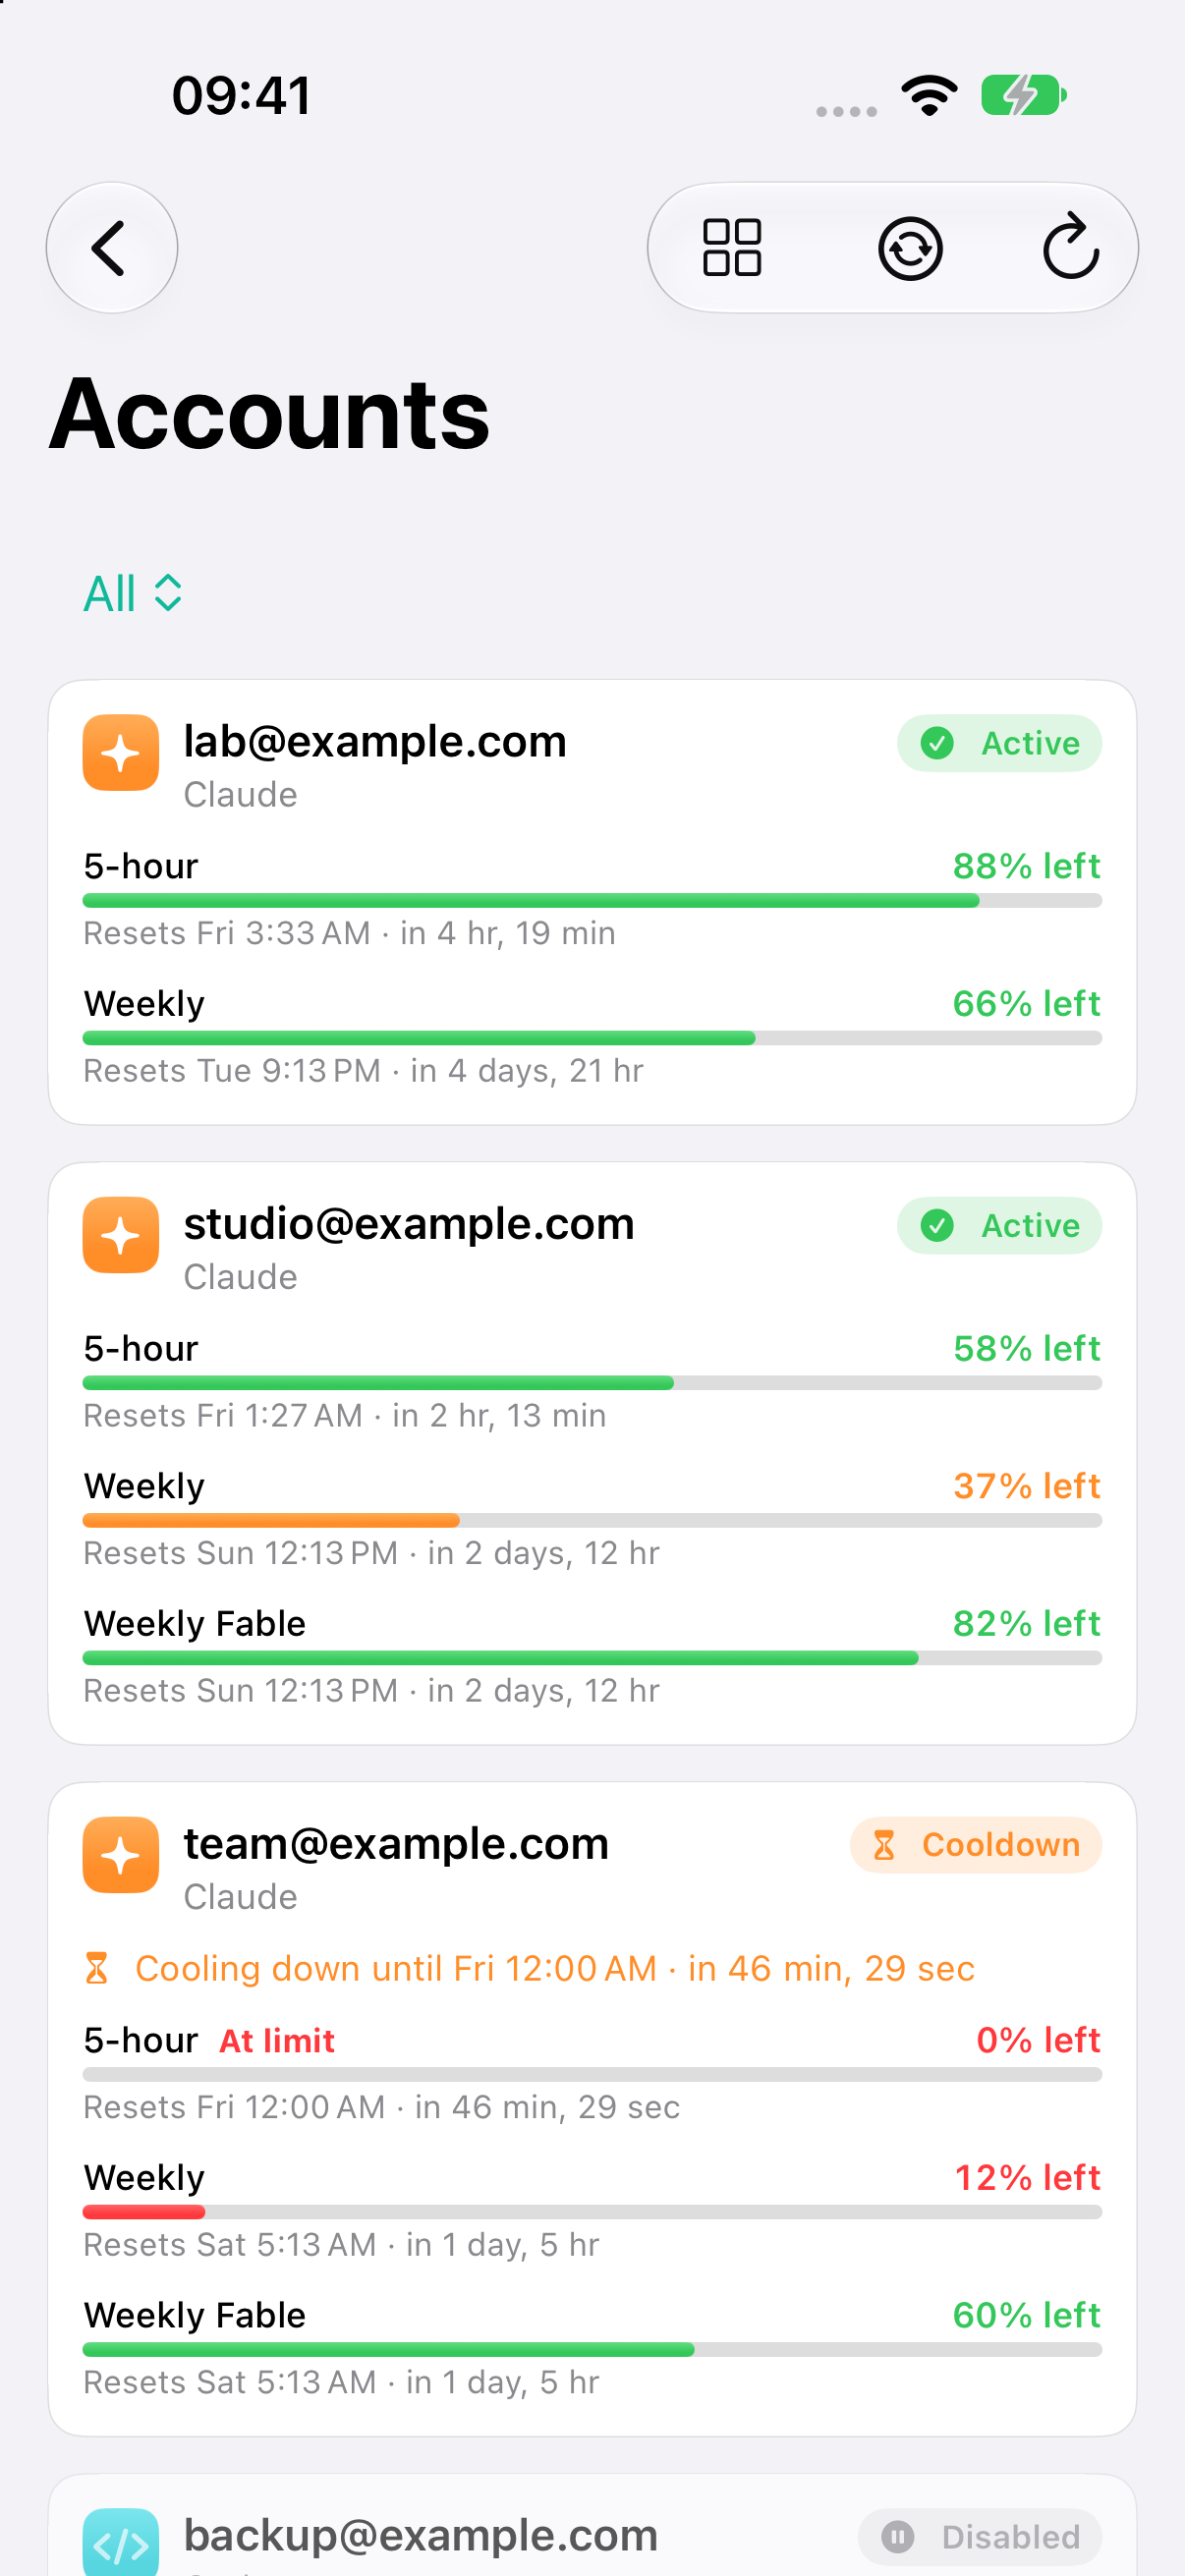 09:41
Accounts
All
lab@example.com
Active
Claude
5-hour
88% left
Resets Fri 3:33 AM · in 4 hr, 19 min
Weekly
66% left
Resets Tue 9:13 PM · in 4 days, 21 hr
studio@example.com
Active
Claude
5-hour
58% left
Resets Fri 1:27 AM · in 2 hr, 13 min
Weekly
37% left
Resets Sun 12:13 PM · in 2 days, 12 hr
Weekly Fable
82% left
Resets Sun 12:13 PM · in 2 days, 12 hr
team@example.com
Cooldown
Claude
Cooling down until Fri 12:00 AM · in 46 min, 29 sec
5-hour At limit
0% left
Resets Fri 12:00 AM · in 46 min, 29 sec
Weekly
12% left
Resets Sat 5:13 AM · in 1 day, 5 hr
Weekly Fable
60% left
Resets Sat 5:13 AM · in 1 day, 5 hr
backup@example.com
Disabled